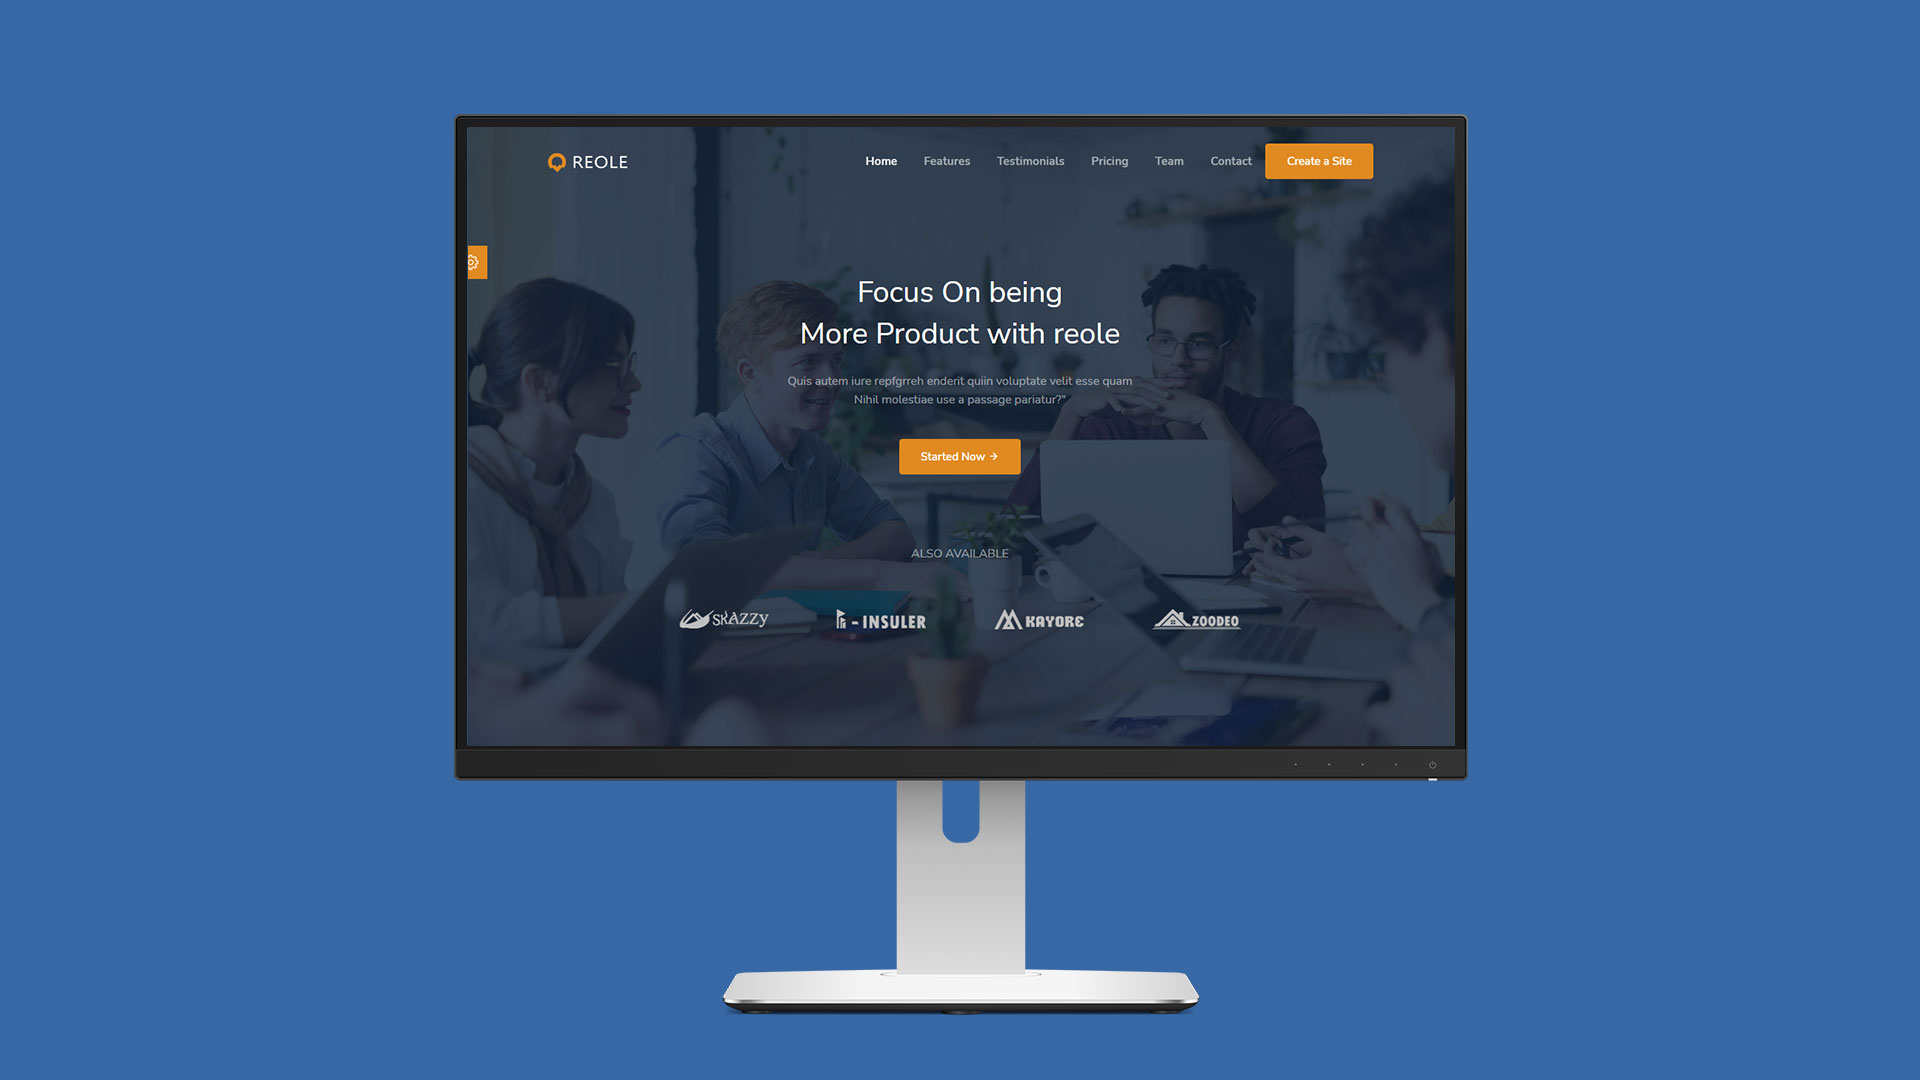 REOLE
Home Features Testimonials Pricing Team Contact Create a Site
Focus On being
More Product with reole
Quis autem iure repfgrreh enderit quiin voluptate velit esse quam
Nihil molestiae use a passage pariatur?"
Started Now →
ALSO AVAILABLE
SKAZZY - INSULER KAYORE ZOODEO